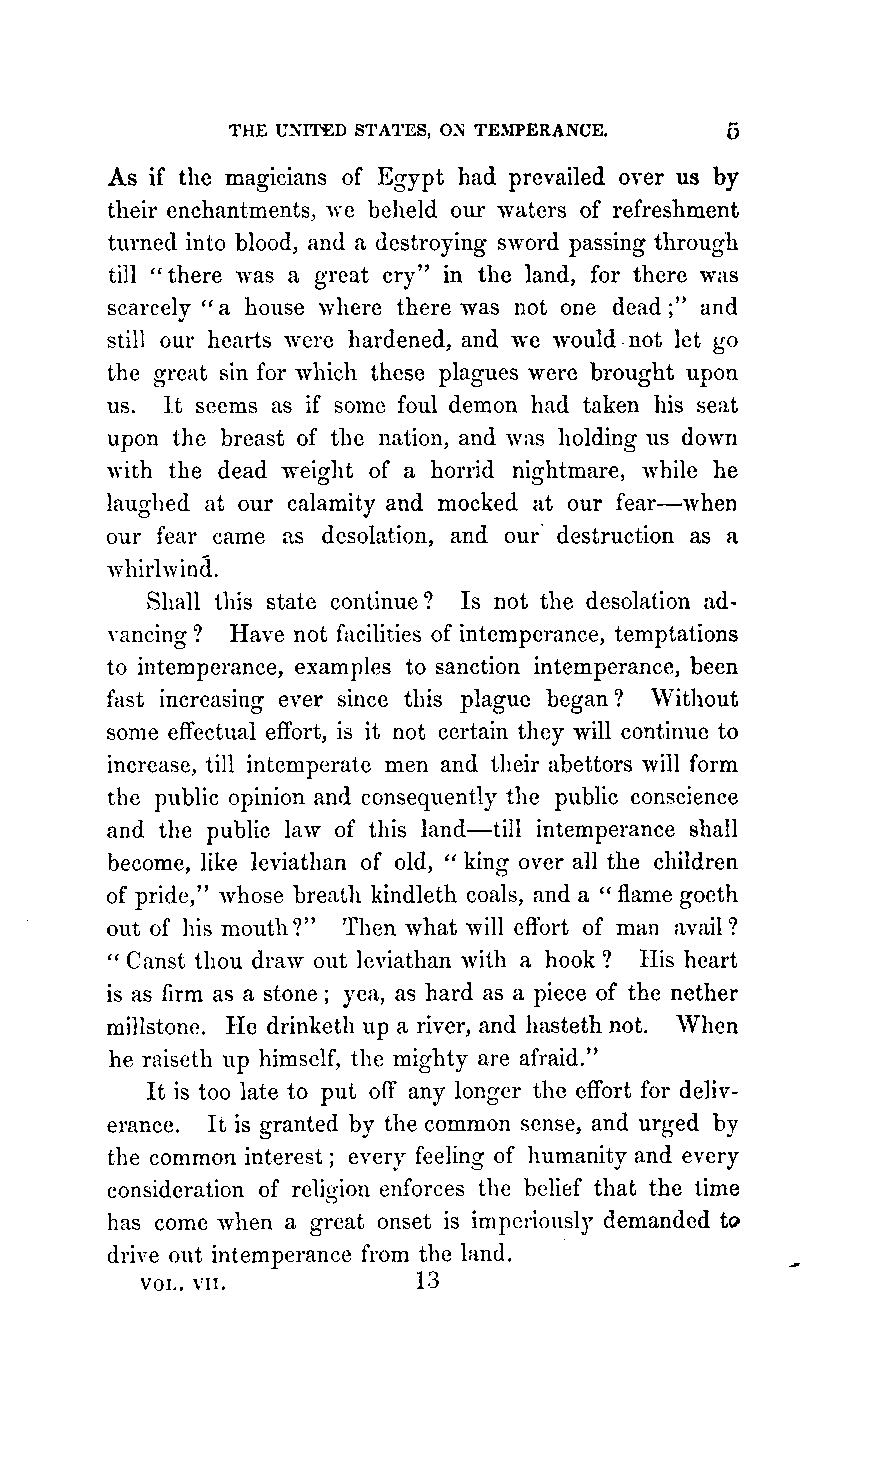 THE UNITED STATES, ON TEMPERANCE. 5
As if the magicians of Egypt had prevailed over us by
their enchantments, we beheld our waters of refreshment
turned into blood, and a destroying sword passing through
till "there was a great cry" in the land, for there was
scarcely "a house where there was not one dead;" and
still our hearts were hardened, and we would not let go
the great sin for which these plagues were brought upon
us. It seems as if some foul demon had taken his seat
upon the breast of the nation, and was holding us down
with the dead weight of a horrid nightmare, while he
laughed at our calamity and mocked at our fear—when
our fear came as desolation, and our destruction as a
whirlwind.
Shall this state continue? Is not the desolation ad-
vancing? Have not facilities of intemperance, temptations
to intemperance, examples to sanction intemperance, been
fast increasing ever since this plague began? Without
some effectual effort, is it not certain they will continue to
increase, till intemperate men and their abettors will form
the public opinion and consequently the public conscience
and the public law of this land—till intemperance shall
become, like leviathan of old, "king over all the children
of pride," whose breath kindleth coals, and a "flame goeth
out of his mouth?" Then what will effort of man avail?
"Canst thou draw out leviathan with a hook? His heart
is as firm as a stone; yea, as hard as a piece of the nether
millstone. He drinketh up a river, and hasteth not. When
he raiseth up himself, the mighty are afraid."
It is too late to put off any longer the effort for deliv-
erance. It is granted by the common sense, and urged by
the common interest; every feeling of humanity and every
consideration of religion enforces the belief that the time
has come when a great onset is imperiously demanded to
drive out intemperance from the land.
VOL. VII. 13